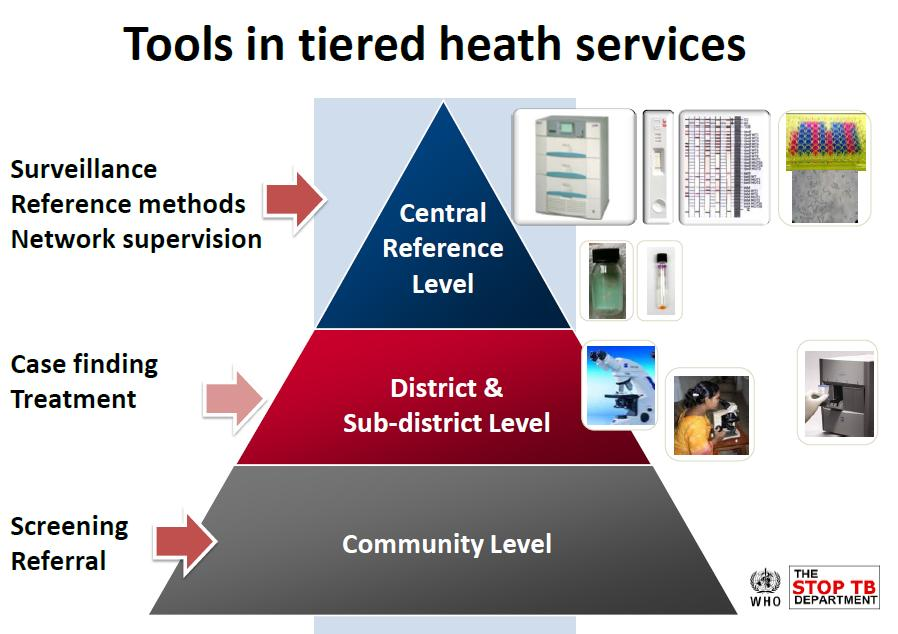 Tools in tiered heath services
Surveillance
Reference methods
Network supervision
Central
Reference
Level
Case finding
Treatment
District &
Sub-district Level
Screening
Referral
Community Level
WHO
THE
STOP TB
DEPARTMENT